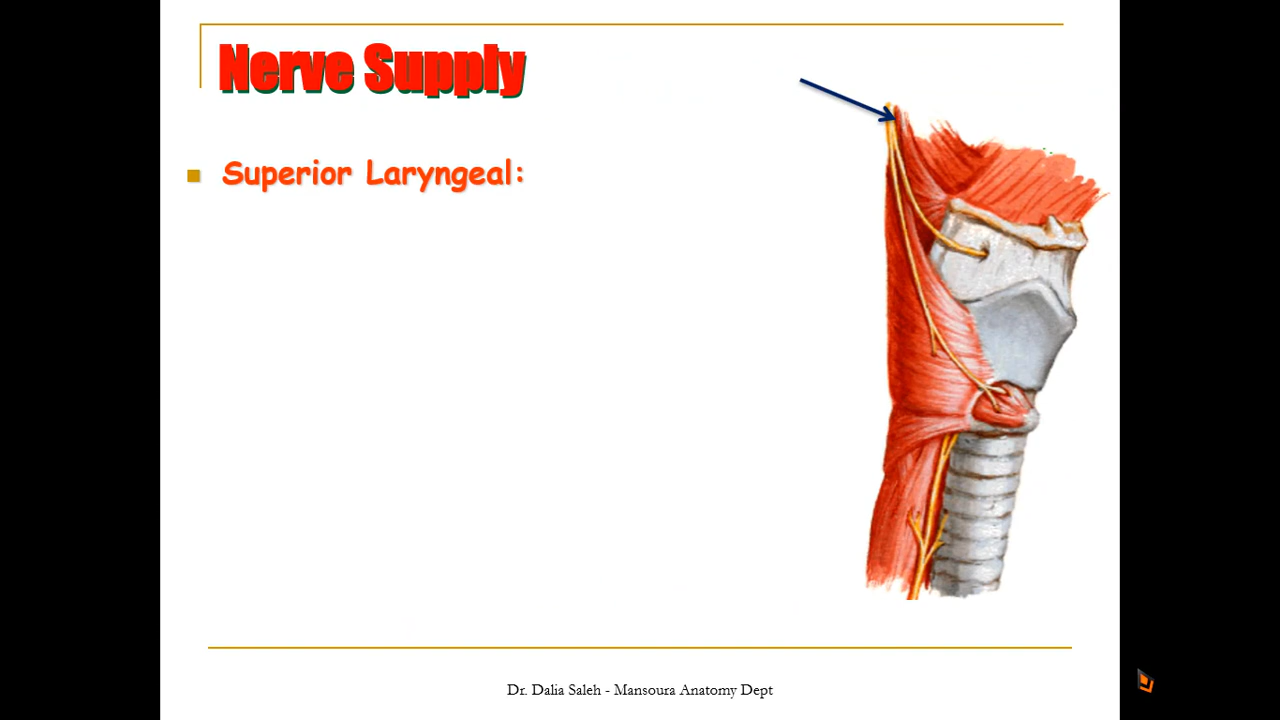 Nerve Supply
Superior Laryngeal:
Dr. Dalia Saleh - Mansoura Anatomy Dept